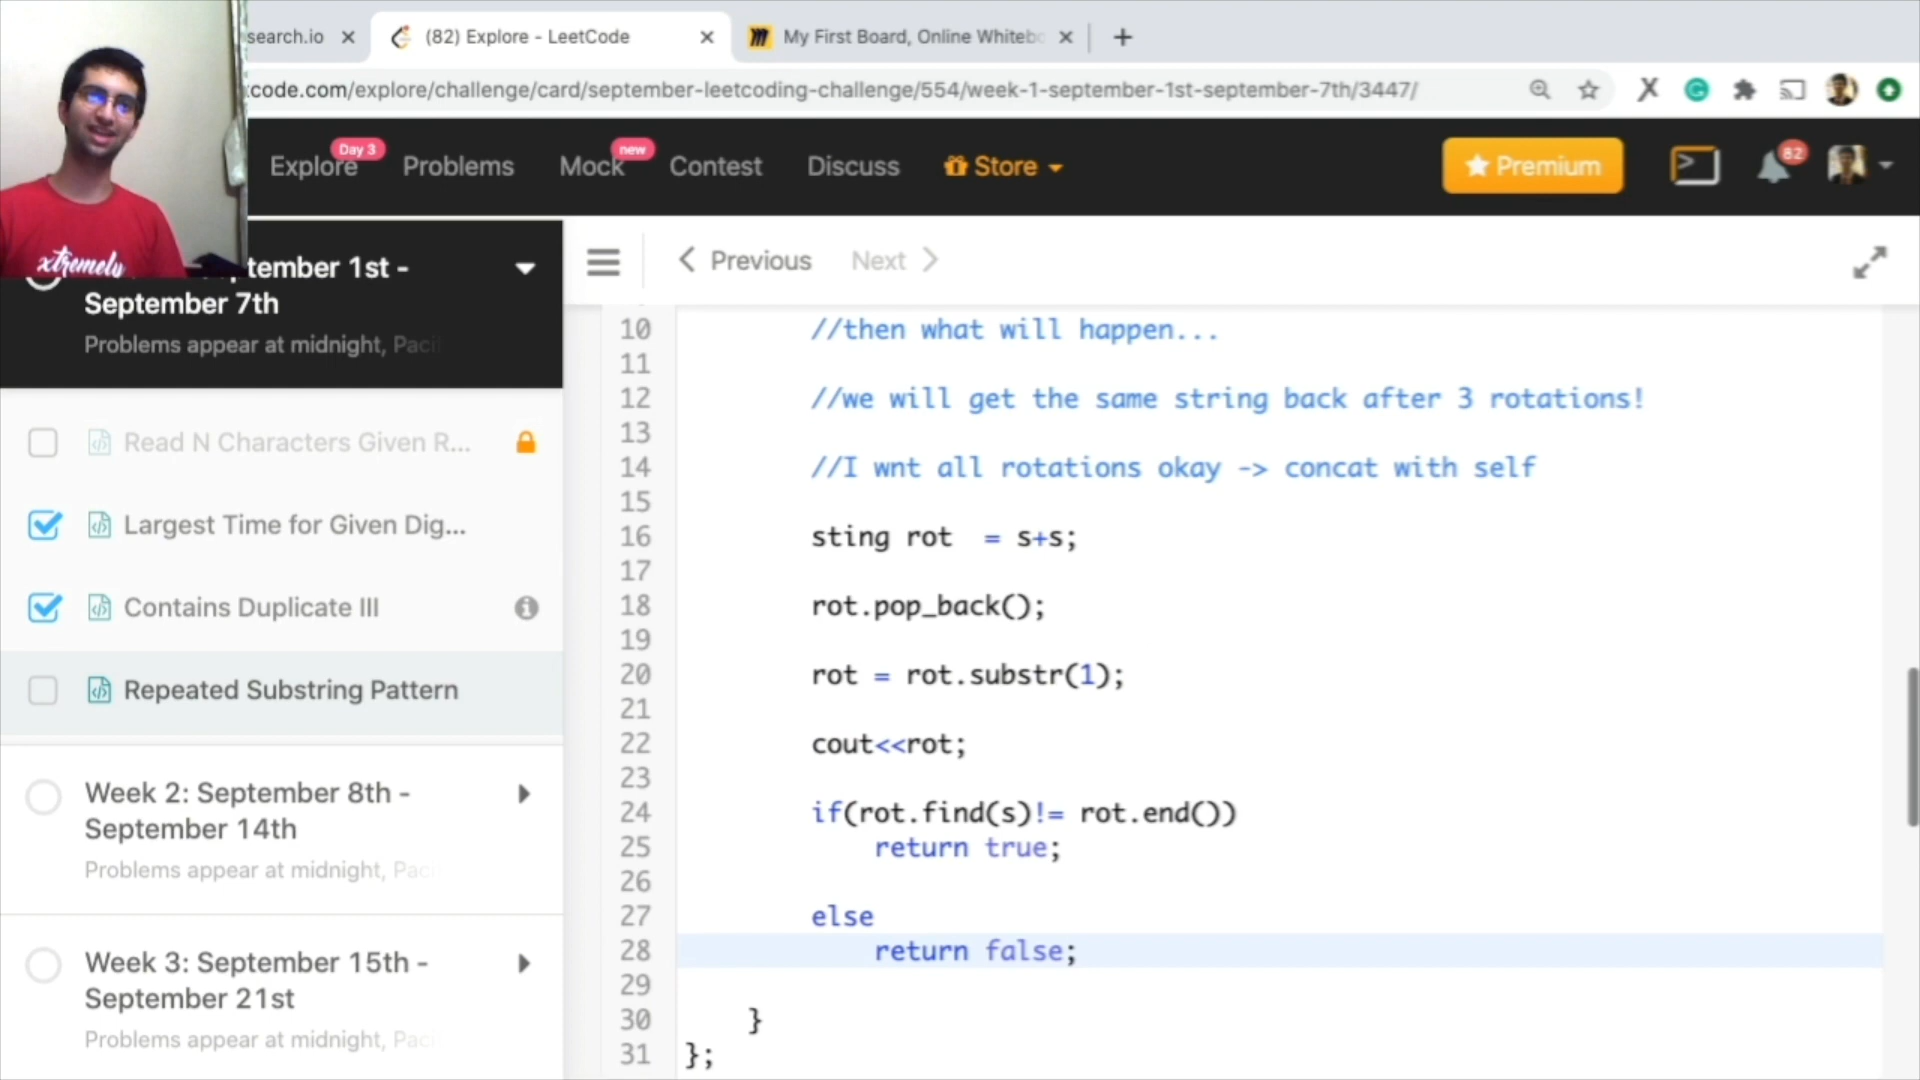 search.io
(82) Explore - LeetCode
My First Board, Online Whitebo
code.com/explore/challenge/card/september-leetcoding-challenge/554/week-1-september-1st-september-7th/3447/
Explore
Day 3
Problems
Mock
new
Contest
Discuss
Store
Premium
82
xtremely
tember 1st -
September 7th
Problems appear at midnight, Paci
Previous
Next
Read N Characters Given R...
Largest Time for Given Dig...
Contains Duplicate III
Repeated Substring Pattern
Week 2: September 8th -
September 14th
Problems appear at midnight, Paci
Week 3: September 15th -
September 21st
Problems appear at midnight, Paci
10 //then what will happen...
11
12 //we will get the same string back after 3 rotations!
13
14 //I wnt all rotations okay -> concat with self
15
16 sting rot  = s+s;
17
18 rot.pop_back();
19
20 rot = rot.substr(1);
21
22 cout<<rot;
23
24 if(rot.find(s)!= rot.end())
25 return true;
26
27 else
28 return false;
29
30 }
31 };